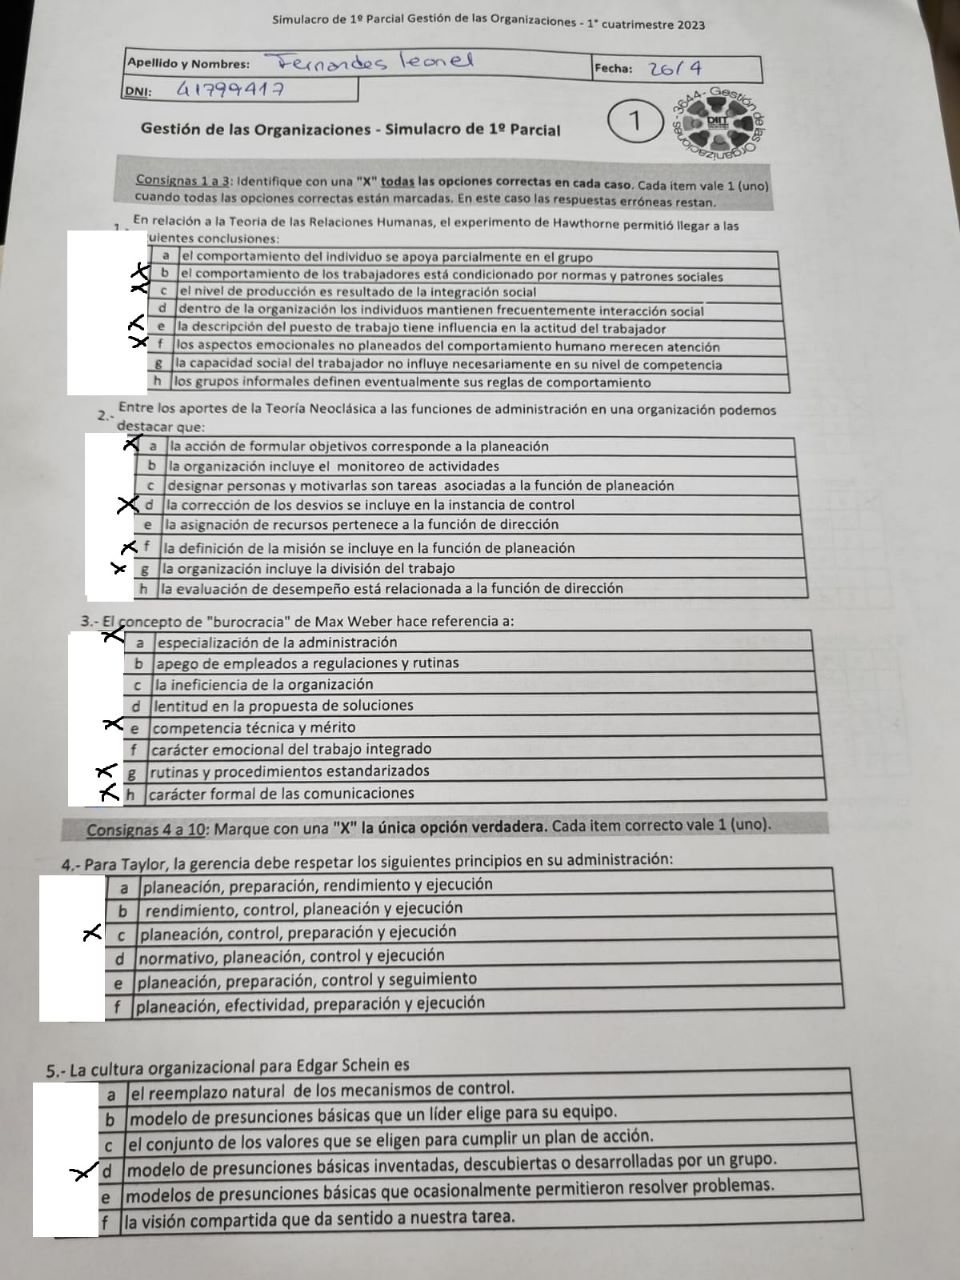 Simulacro de 1º Parcial Gestión de las Organizaciones - 1° cuatrimestre 2023
Apellido y Nombres: Fernandes leonel
Fecha: 26/4
DNI: 41799417
1
3644- Gestión de las Organizaciones
DIIT
Gestión de las Organizaciones - Simulacro de 1º Parcial
Consignas 1 a 3: Identifique con una "X" todas las opciones correctas en cada caso. Cada item vale 1 (uno)
cuando todas las opciones correctas están marcadas. En este caso las respuestas erróneas restan.
1.- En relación a la Teoría de las Relaciones Humanas, el experimento de Hawthorne permitió llegar a las
uientes conclusiones:
a el comportamiento del individuo se apoya parcialmente en el grupo
X b el comportamiento de los trabajadores está condicionado por normas y patrones sociales
X X c el nivel de producción es resultado de la integración social
d dentro de la organización los individuos mantienen frecuentemente interacción social
X e la descripción del puesto de trabajo tiene influencia en la actitud del trabajador
X X f los aspectos emocionales no planeados del comportamiento humano merecen atención
g la capacidad social del trabajador no influye necesariamente en su nivel de competencia
h los grupos informales definen eventualmente sus reglas de comportamiento
2.- Entre los aportes de la Teoría Neoclásica a las funciones de administración en una organización podemos
destacar que:
X a la acción de formular objetivos corresponde a la planeación
b la organización incluye el monitoreo de actividades
c designar personas y motivarlas son tareas asociadas a la función de planeación
X d la corrección de los desvios se incluye en la instancia de control
e la asignación de recursos pertenece a la función de dirección
X f la definición de la misión se incluye en la función de planeación
X g la organización incluye la división del trabajo
h la evaluación de desempeño está relacionada a la función de dirección
3.- El concepto de "burocracia" de Max Weber hace referencia a:
X a especialización de la administración
b apego de empleados a regulaciones y rutinas
c la ineficiencia de la organización
d lentitud en la propuesta de soluciones
X e competencia técnica y mérito
f carácter emocional del trabajo integrado
X g rutinas y procedimientos estandarizados
X X h carácter formal de las comunicaciones
Consignas 4 a 10: Marque con una "X" la única opción verdadera. Cada item correcto vale 1 (uno).
4.- Para Taylor, la gerencia debe respetar los siguientes principios en su administración:
a planeación, preparación, rendimiento y ejecución
b rendimiento, control, planeación y ejecución
X c planeación, control, preparación y ejecución
d normativo, planeación, control y ejecución
e planeación, preparación, control y seguimiento
f planeación, efectividad, preparación y ejecución
5.- La cultura organizacional para Edgar Schein es
a el reemplazo natural de los mecanismos de control.
b modelo de presunciones básicas que un líder elige para su equipo.
c el conjunto de los valores que se eligen para cumplir un plan de acción.
X d modelo de presunciones básicas inventadas, descubiertas o desarrolladas por un grupo.
e modelos de presunciones básicas que ocasionalmente permitieron resolver problemas.
f la visión compartida que da sentido a nuestra tarea.